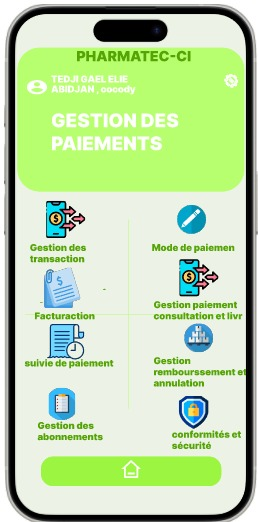 PHARMATEC-CI
TEDJI GAEL ELIE
ABIDJAN , oooody
GESTION DES
PAIEMENTS
Gestion des
transaction
Mode de paiemen
Facturaction
Gestion paiement
consultation et livr
suivie de paiement
Gestion
rembourssement et
annulation
Gestion des
abonnements
conformités et
sécurité